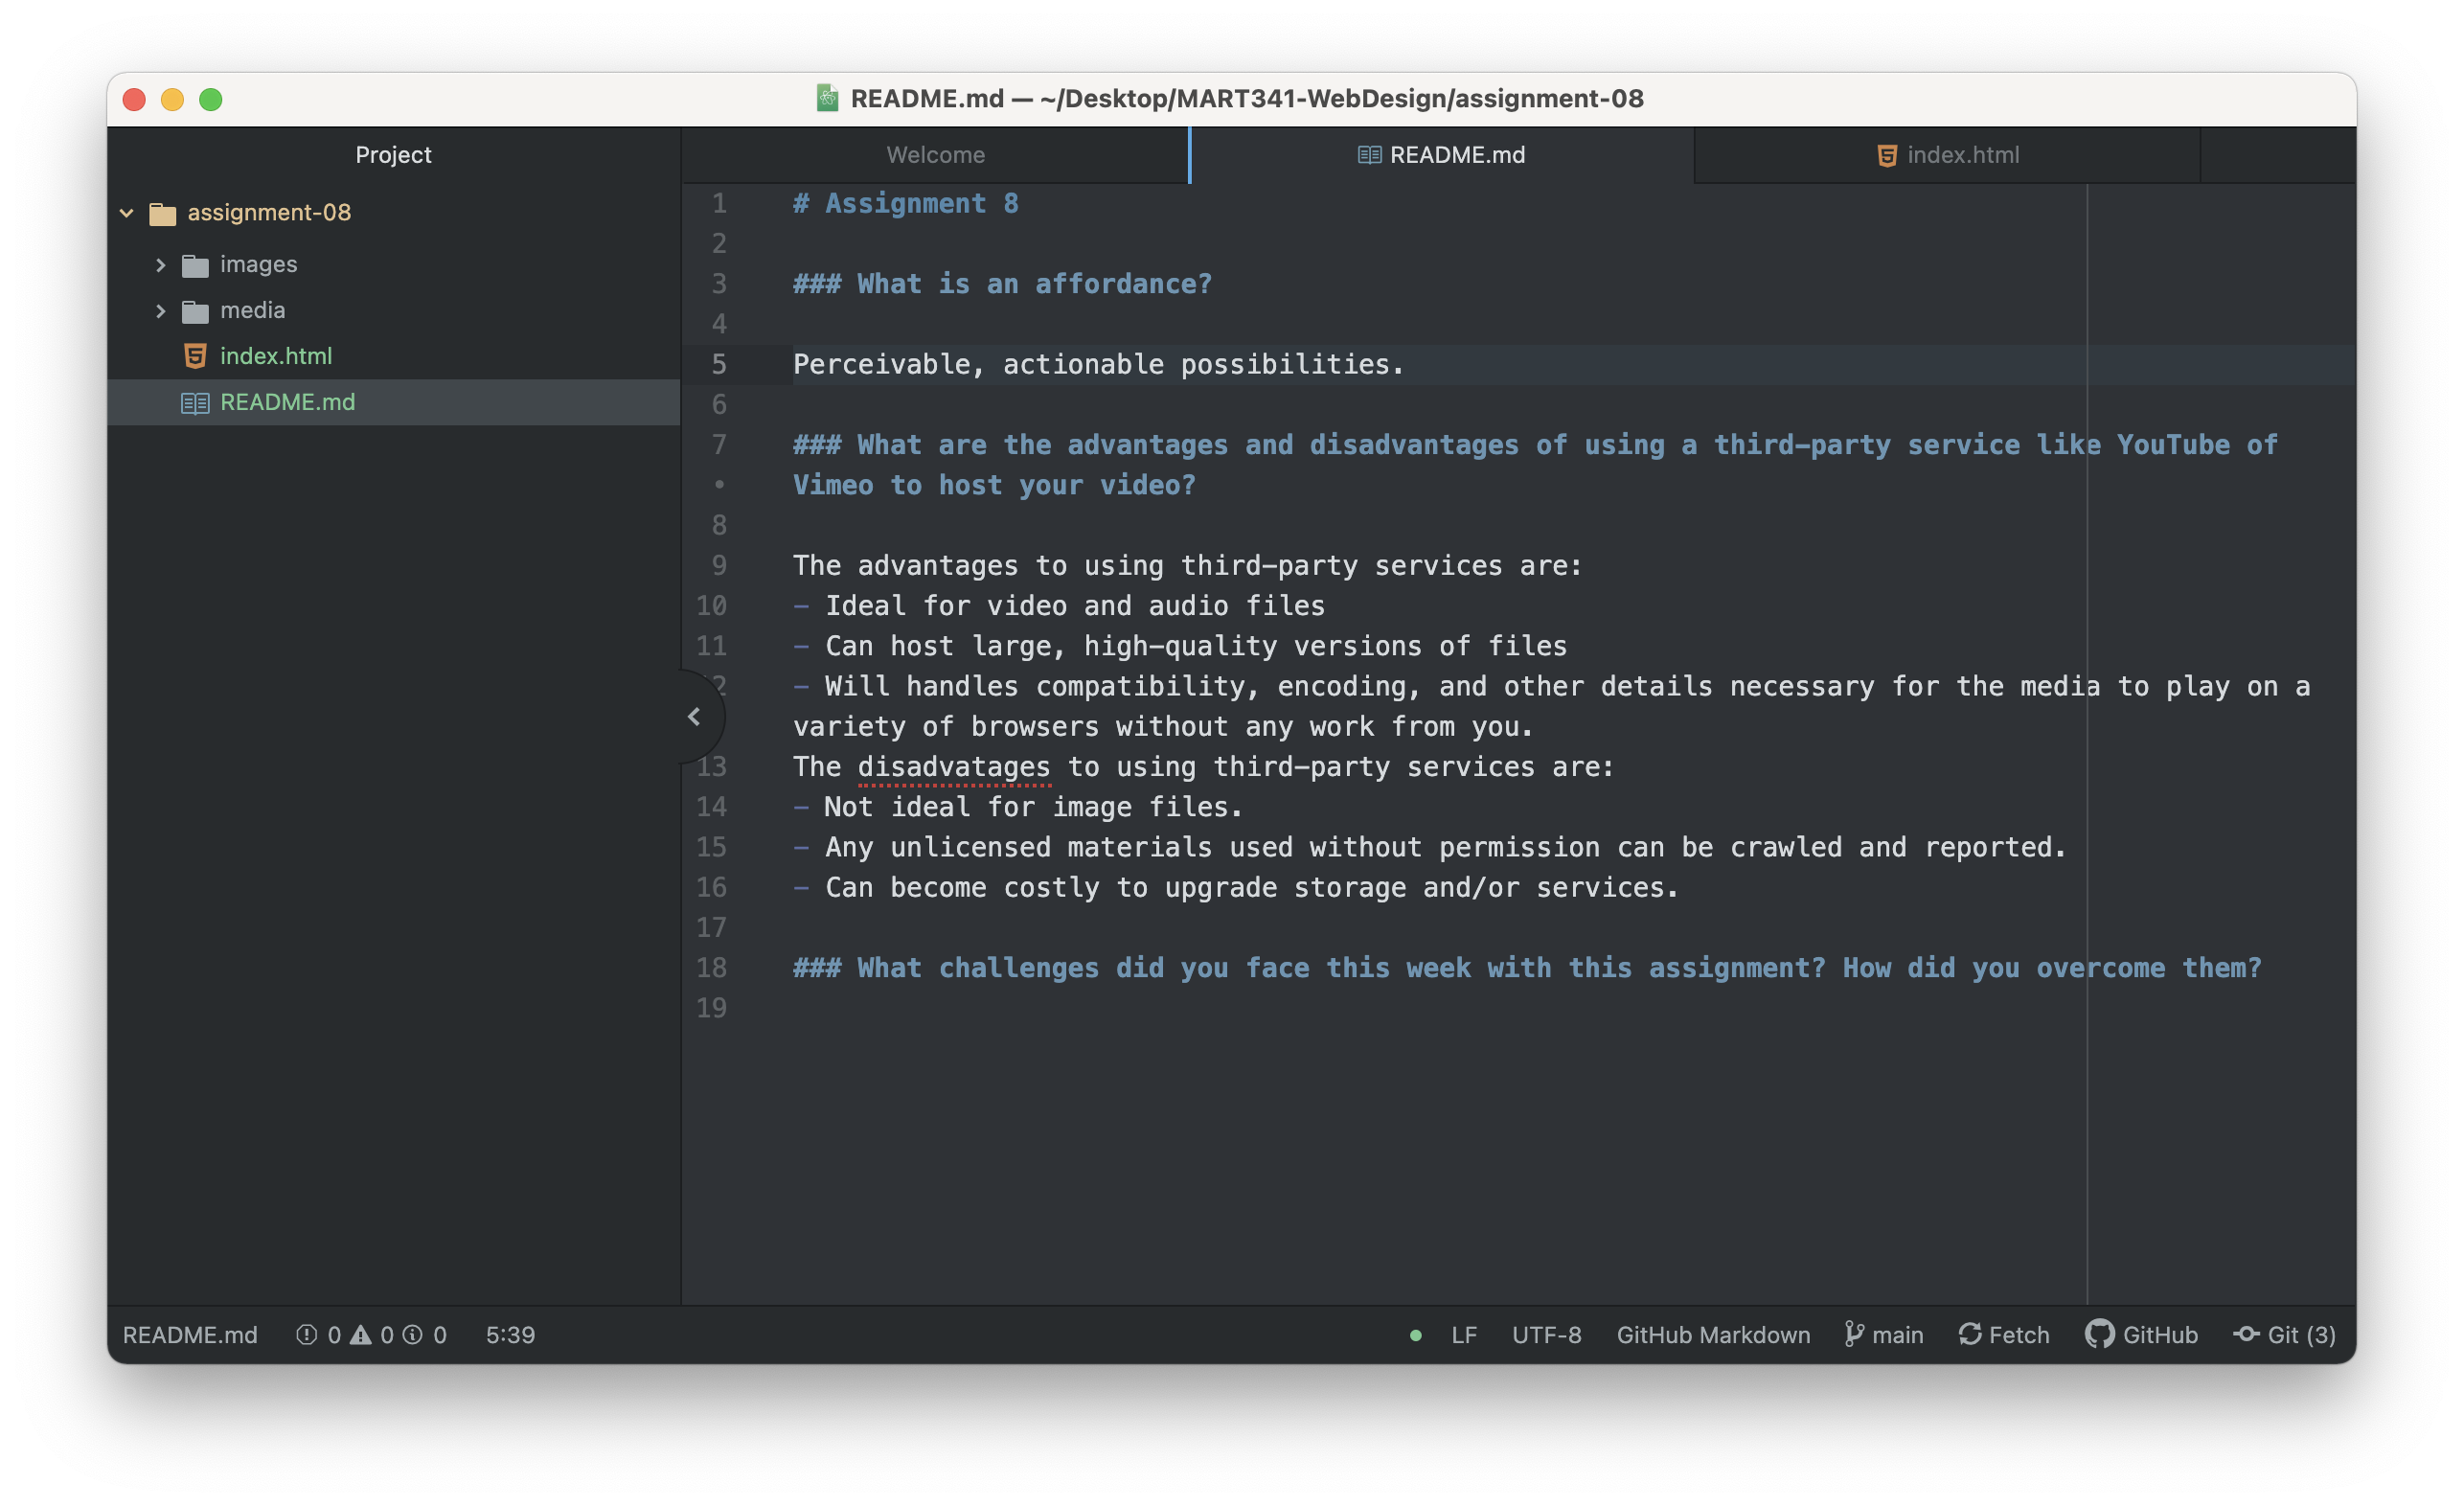 README.md — ~/Desktop/MART341-WebDesign/assignment-08
Project
Welcome
README.md
index.html
assignment-08
images
media
index.html
README.md
1 # Assignment 8
2
3 ### What is an affordance?
4
5 Perceivable, actionable possibilities.
6
7 ### What are the advantages and disadvantages of using a third-party service like YouTube of
• Vimeo to host your video?
8
9 The advantages to using third-party services are:
10 - Ideal for video and audio files
11 - Can host large, high-quality versions of files
2 - Will handles compatibility, encoding, and other details necessary for the media to play on a
variety of browsers without any work from you.
13 The disadvatages to using third-party services are:
14 - Not ideal for image files.
15 - Any unlicensed materials used without permission can be crawled and reported.
16 - Can become costly to upgrade storage and/or services.
17
18 ### What challenges did you face this week with this assignment? How did you overcome them?
19
README.md 0 0 0 5:39 LF UTF-8 GitHub Markdown main Fetch GitHub Git (3)